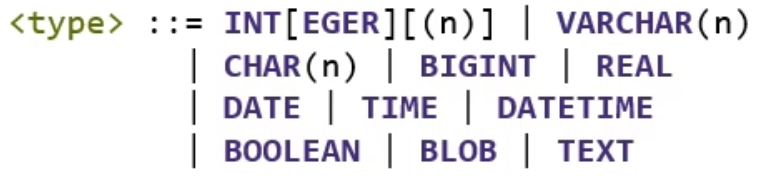 <type> ::= INT[EGER][(n)] | VARCHAR(n)
| CHAR(n) | BIGINT | REAL
| DATE | TIME | DATETIME
| BOOLEAN | BLOB | TEXT